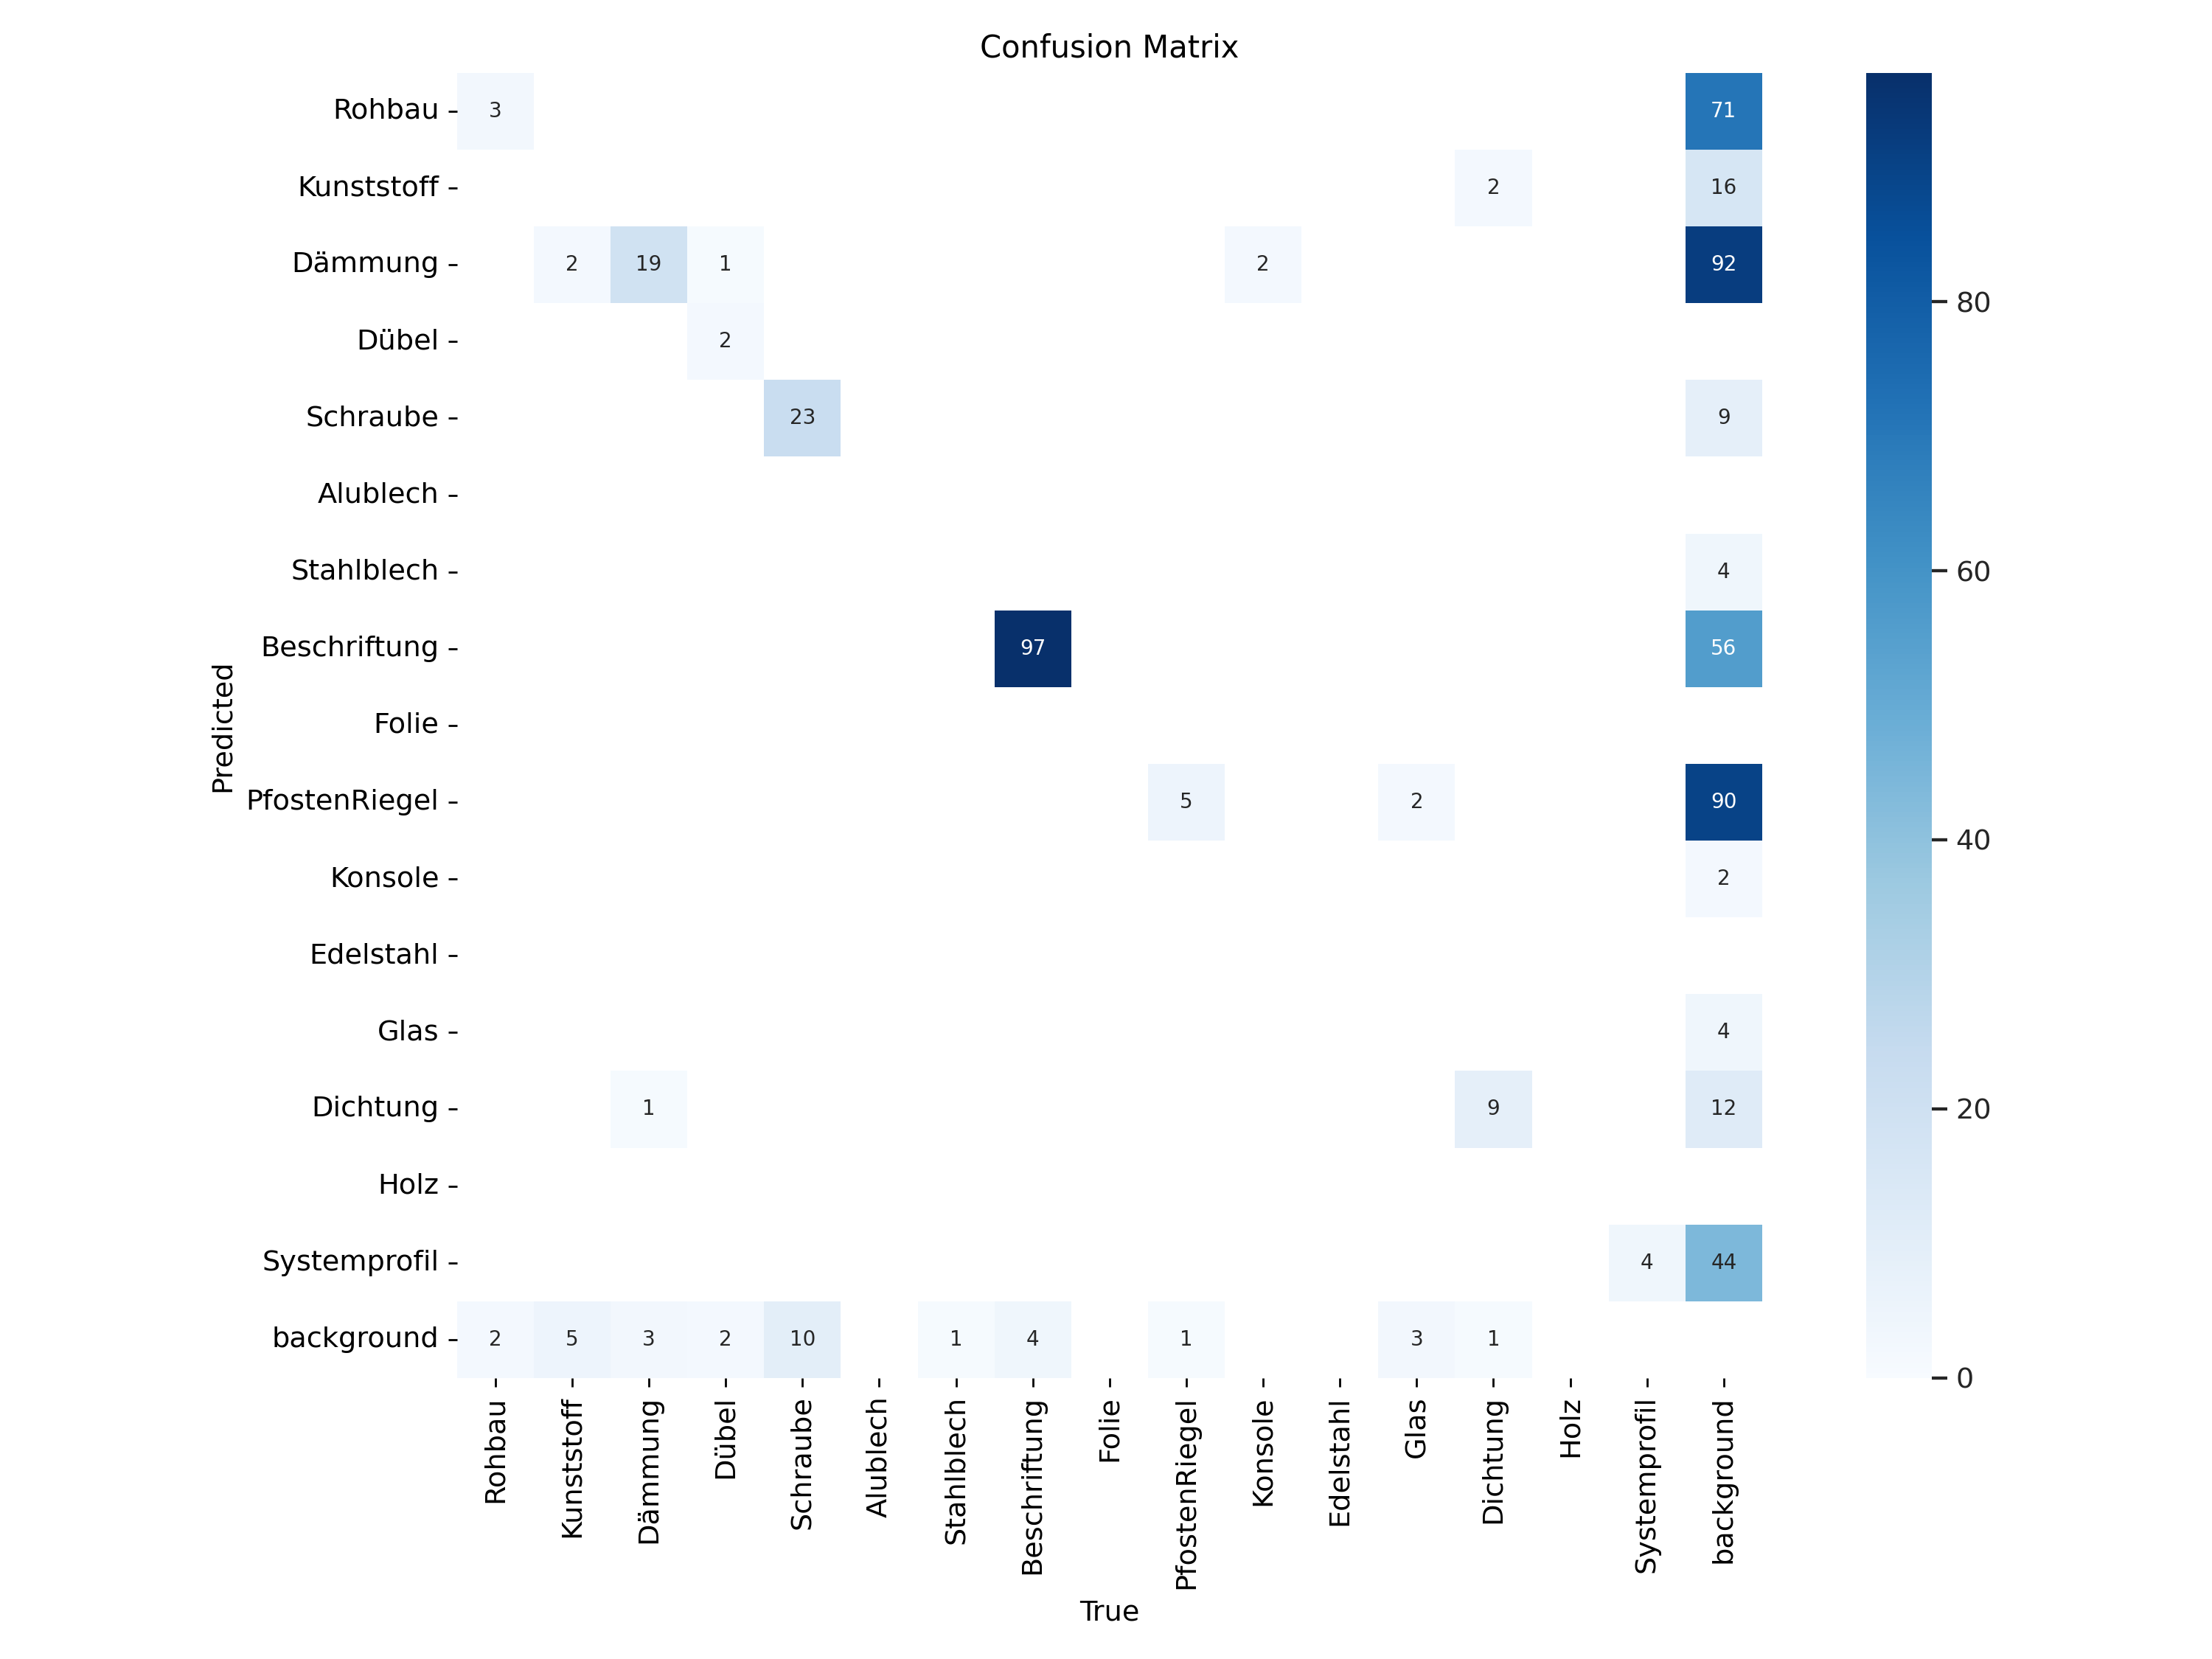 Confusion Matrix
Rohbau 3 71
Kunststoff 2 16
Dämmung 2 19 1 2 92
Dübel 2
80
Schraube 23 9
Alublech
Stahlblech 4
60
Beschriftung 97 56
Predicted
Folie
PfostenRiegel 5 2 90
40
Konsole 2
Edelstahl
Glas 4
Dichtung 1 9 12
20
Holz
Systemprofil 4 44
background 2 5 3 2 10 1 4 1 3 1
0
Rohbau
Kunststoff
Dämmung
Dübel
Schraube
Alublech
Stahlblech
Beschriftung
Folie
PfostenRiegel
Konsole
Edelstahl
Glas
Dichtung
Holz
Systemprofil
background
True